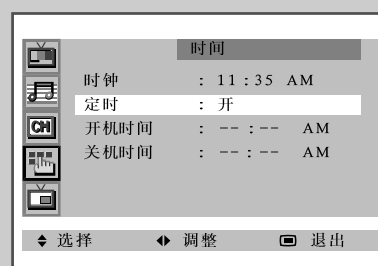 时间
时钟 : 11 : 35 AM
定时 : 开
CH 开机时间 : -- : -- AM
关机时间 : -- : -- AM
选择 调整 退出